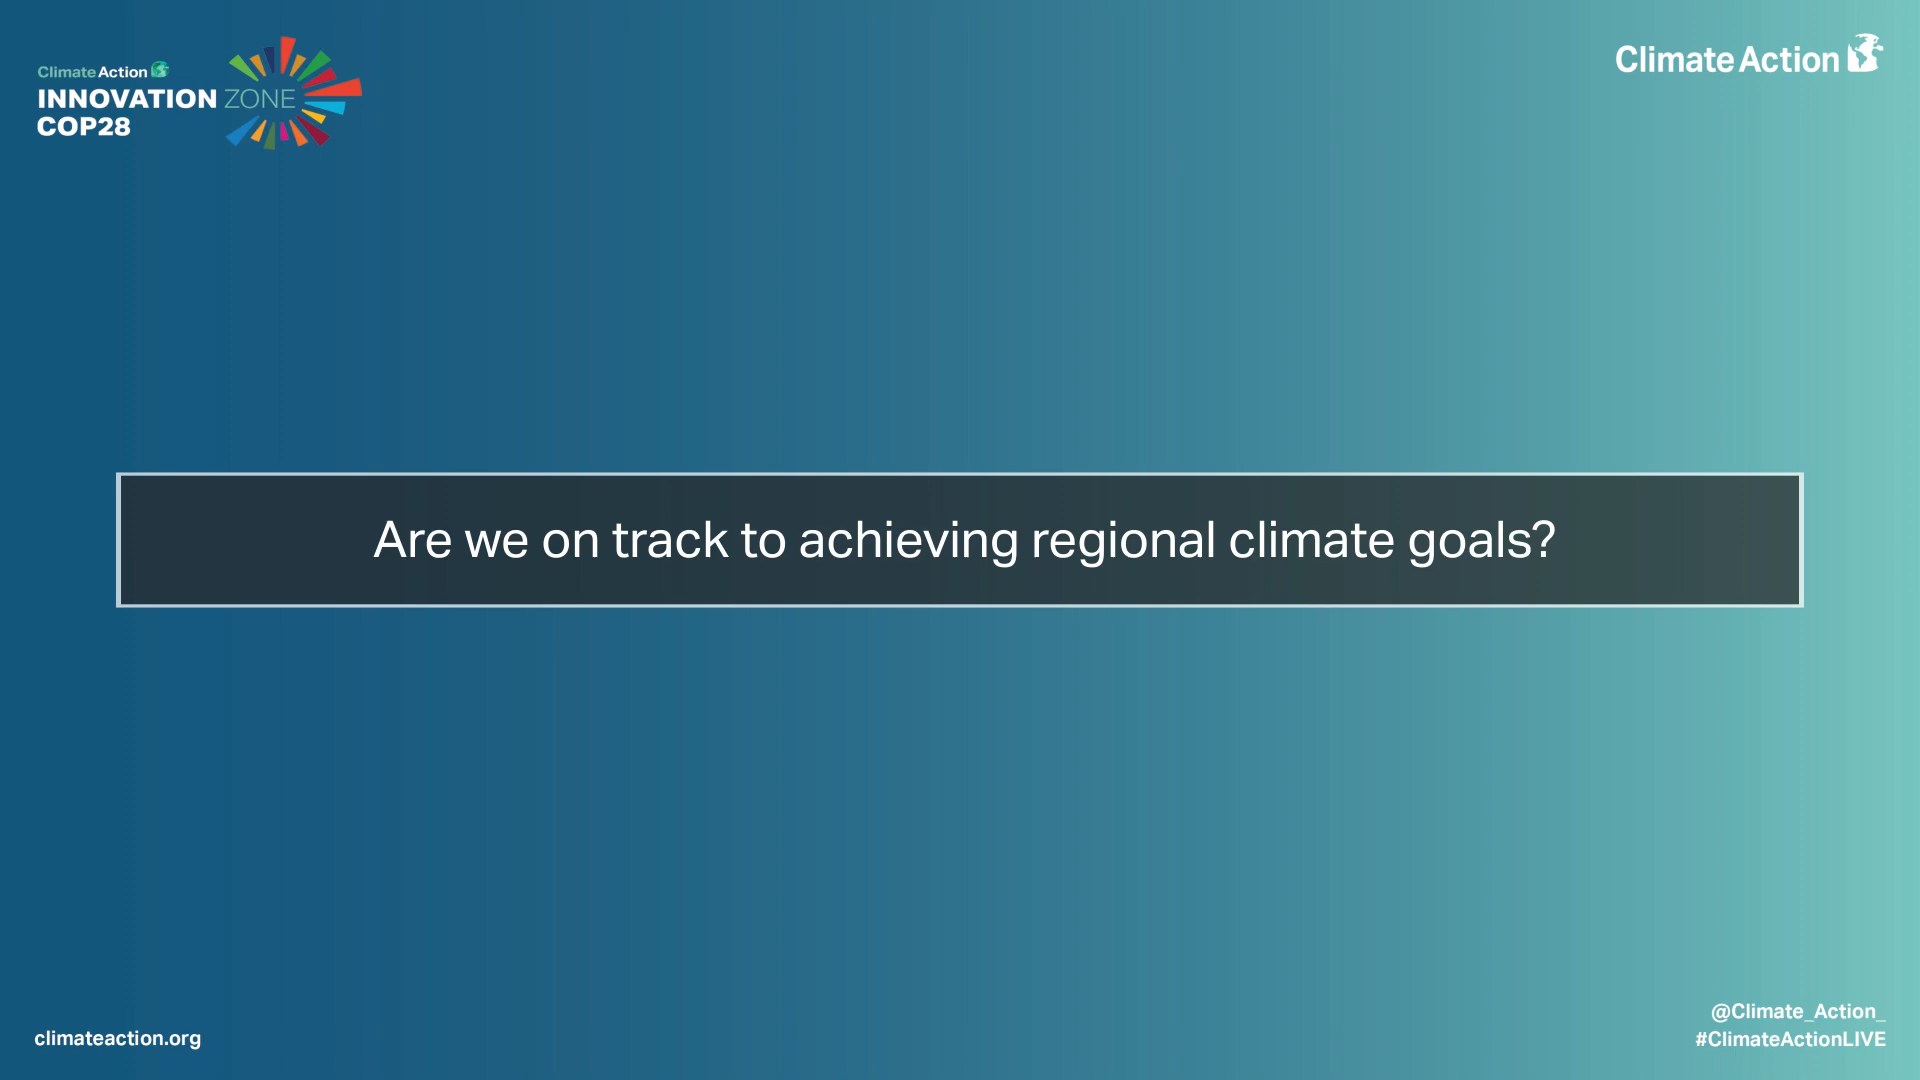 Climate Action
INNOVATION ZONE
COP28
Climate Action
Are we on track to achieving regional climate goals?
climateaction.org
@Climate_Action_
#ClimateActionLIVE